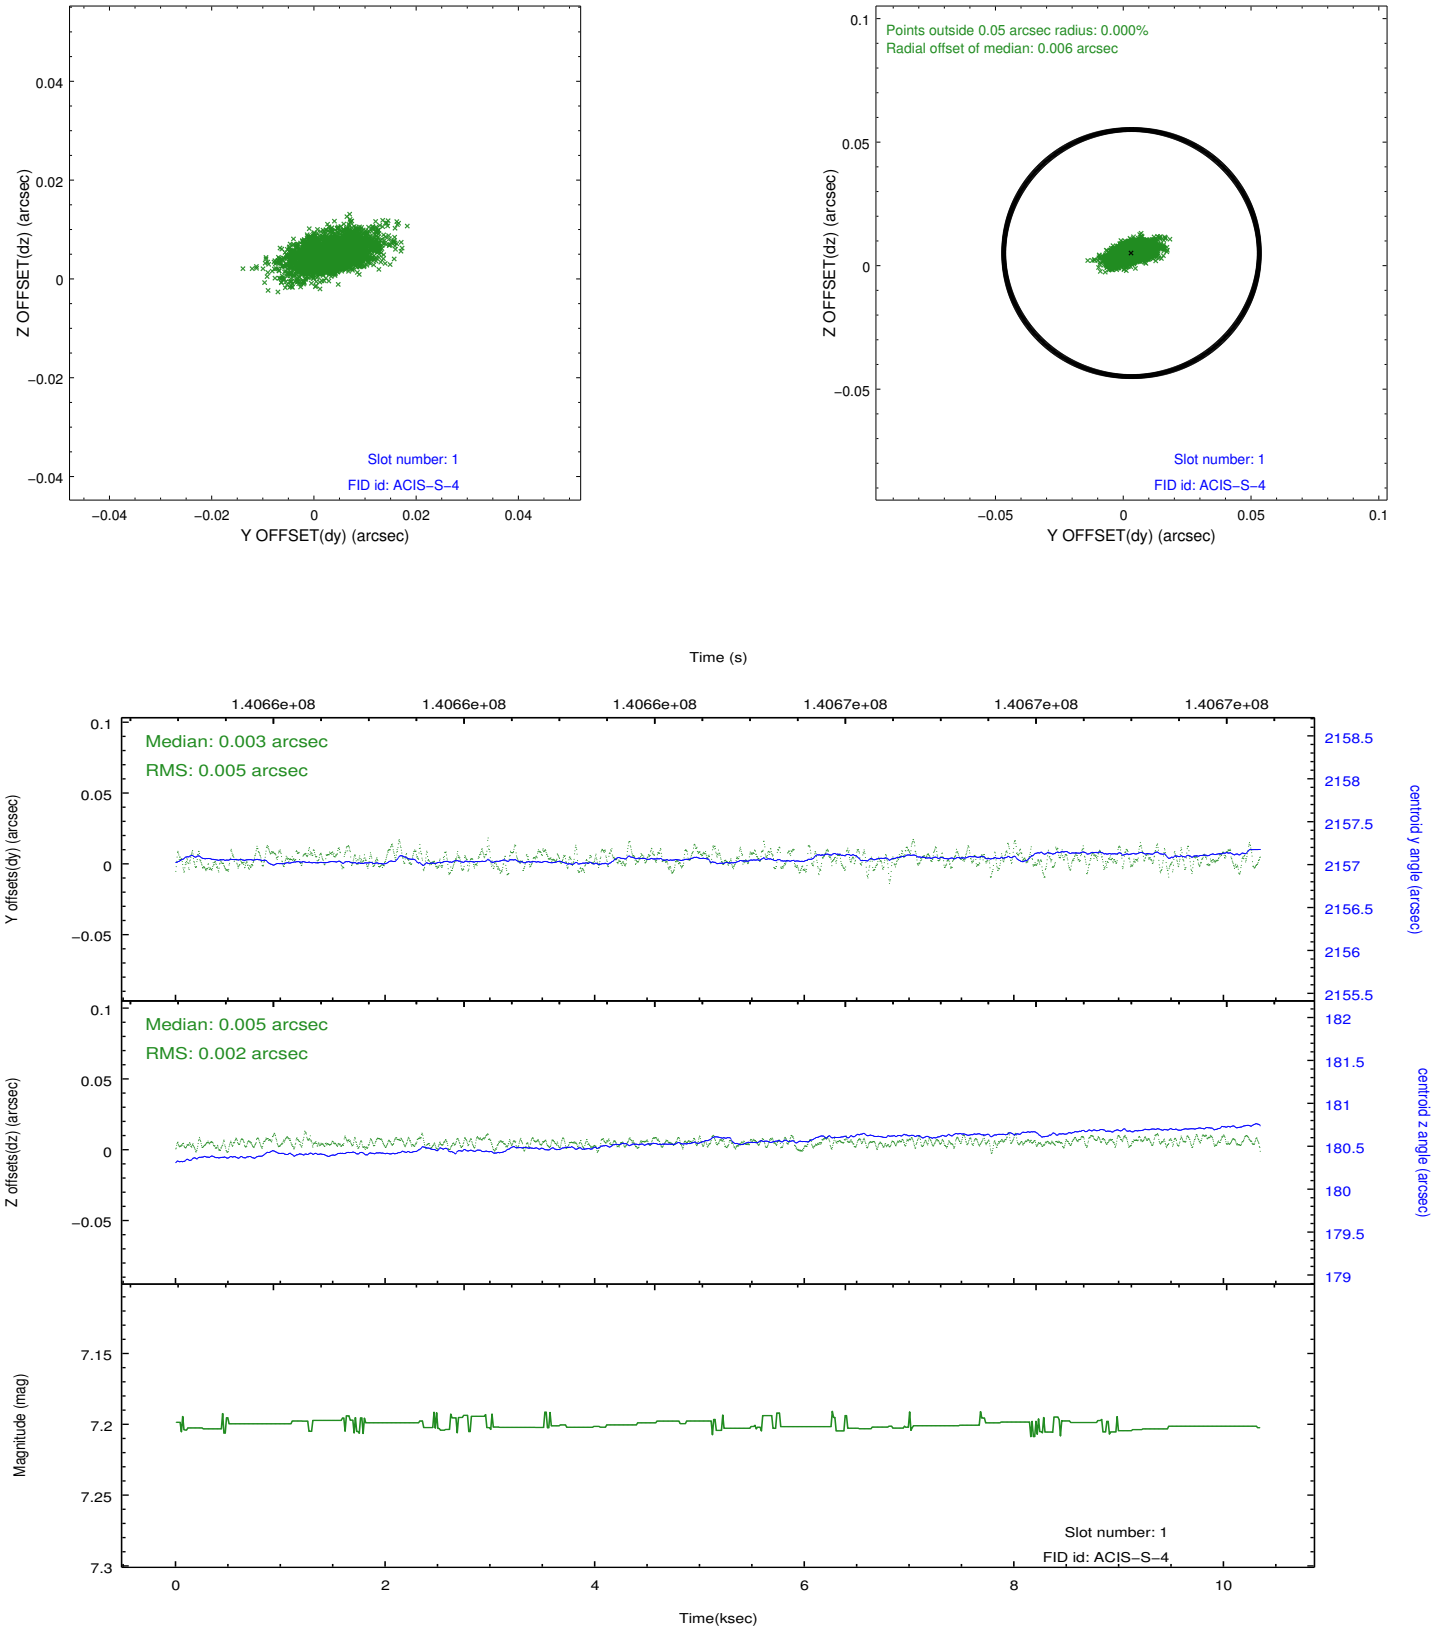 0.04
0.02
0
−0.02
−0.04
Z OFFSET(dz) (arcsec)
Slot number: 1
FID id: ACIS−S−4
−0.04
−0.02
0
0.02
0.04
Y OFFSET(dy) (arcsec)
Points outside 0.05 arcsec radius: 0.000%
Radial offset of median: 0.006 arcsec
0.1
0.05
0
−0.05
Z OFFSET(dz) (arcsec)
Slot number: 1
FID id: ACIS−S−4
−0.05
0
0.05
0.1
Y OFFSET(dy) (arcsec)
Time (s)
1.4066e+08
1.4066e+08
1.4066e+08
1.4067e+08
1.4067e+08
1.4067e+08
Median: 0.003 arcsec
RMS: 0.005 arcsec
0.1
0.05
0
−0.05
Y offsets(dy) (arcsec)
2158.5
2158
2157.5
2157
2156.5
2156
2155.5
centroid y angle (arcsec)
Median: 0.005 arcsec
RMS: 0.002 arcsec
0.1
0.05
0
−0.05
Z offsets(dz) (arcsec)
182
181.5
181
180.5
180
179.5
179
centroid z angle (arcsec)
7.15
7.2
7.25
7.3
Magnitude (mag)
Slot number: 1
FID id: ACIS−S−4
0
2
4
6
8
10
Time(ksec)